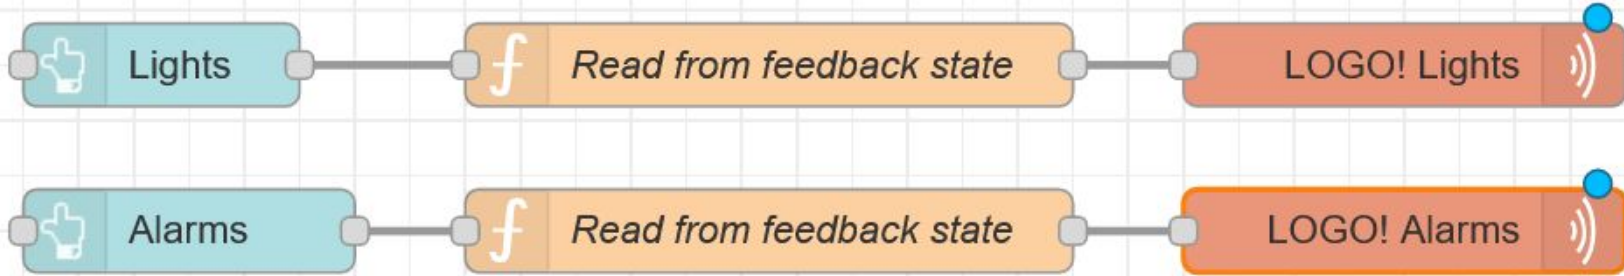 Lights
Read from feedback state
LOGO! Lights
Alarms
Read from feedback state
LOGO! Alarms